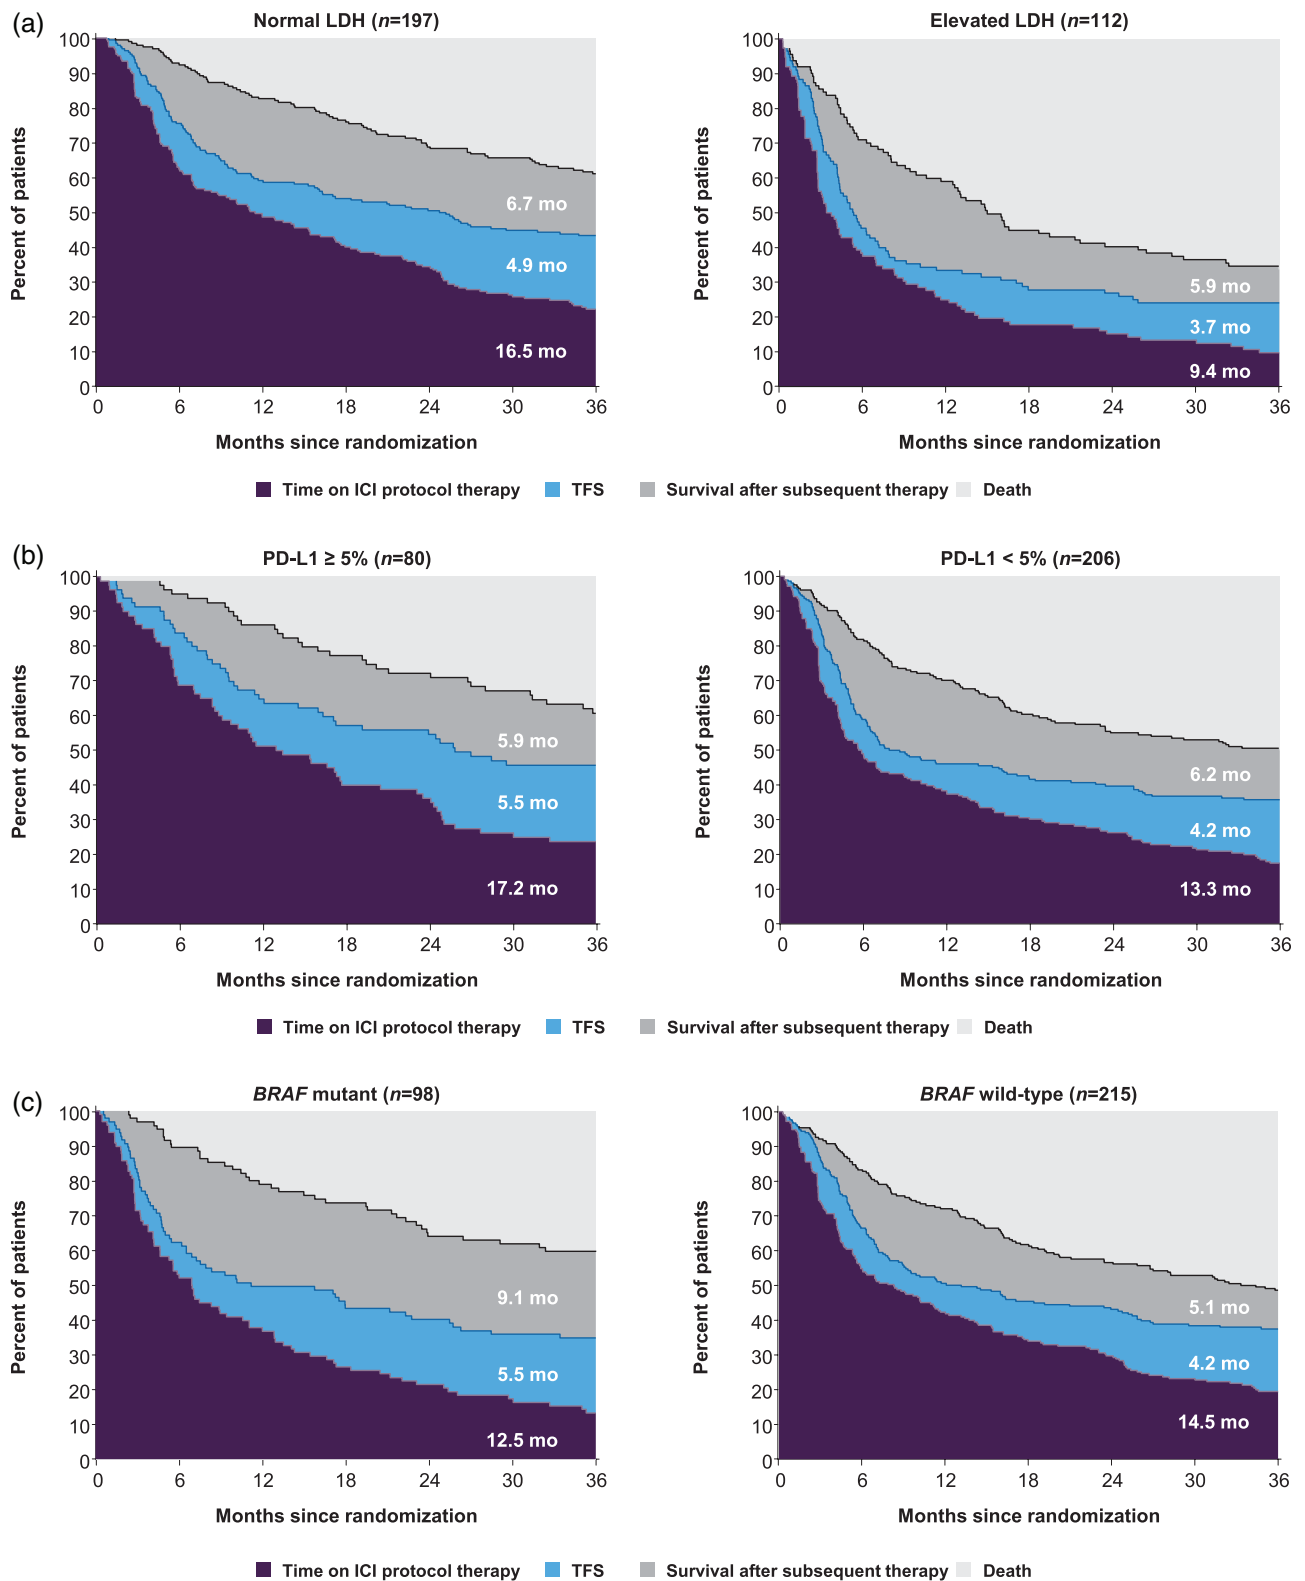 (a)
Normal LDH (n=197)
Elevated LDH (n=112)
100
90
80
70
60
50
40
30
20
10
0
Percent of patients
6.7 mo
4.9 mo
16.5 mo
0 6 12 18 24 30 36
Months since randomization
100
90
80
70
60
50
40
30
20
10
0
Percent of patients
5.9 mo
3.7 mo
9.4 mo
0 6 12 18 24 30 36
Months since randomization
Time on ICI protocol therapy TFS Survival after subsequent therapy Death
(b)
PD-L1 ≥ 5% (n=80)
PD-L1 < 5% (n=206)
100
90
80
70
60
50
40
30
20
10
0
Percent of patients
5.9 mo
5.5 mo
17.2 mo
0 6 12 18 24 30 36
Months since randomization
100
90
80
70
60
50
40
30
20
10
0
Percent of patients
6.2 mo
4.2 mo
13.3 mo
0 6 12 18 24 30 36
Months since randomization
Time on ICI protocol therapy TFS Survival after subsequent therapy Death
(c)
BRAF mutant (n=98)
BRAF wild-type (n=215)
100
90
80
70
60
50
40
30
20
10
0
Percent of patients
9.1 mo
5.5 mo
12.5 mo
0 6 12 18 24 30 36
Months since randomization
100
90
80
70
60
50
40
30
20
10
0
Percent of patients
5.1 mo
4.2 mo
14.5 mo
0 6 12 18 24 30 36
Months since randomization
Time on ICI protocol therapy TFS Survival after subsequent therapy Death